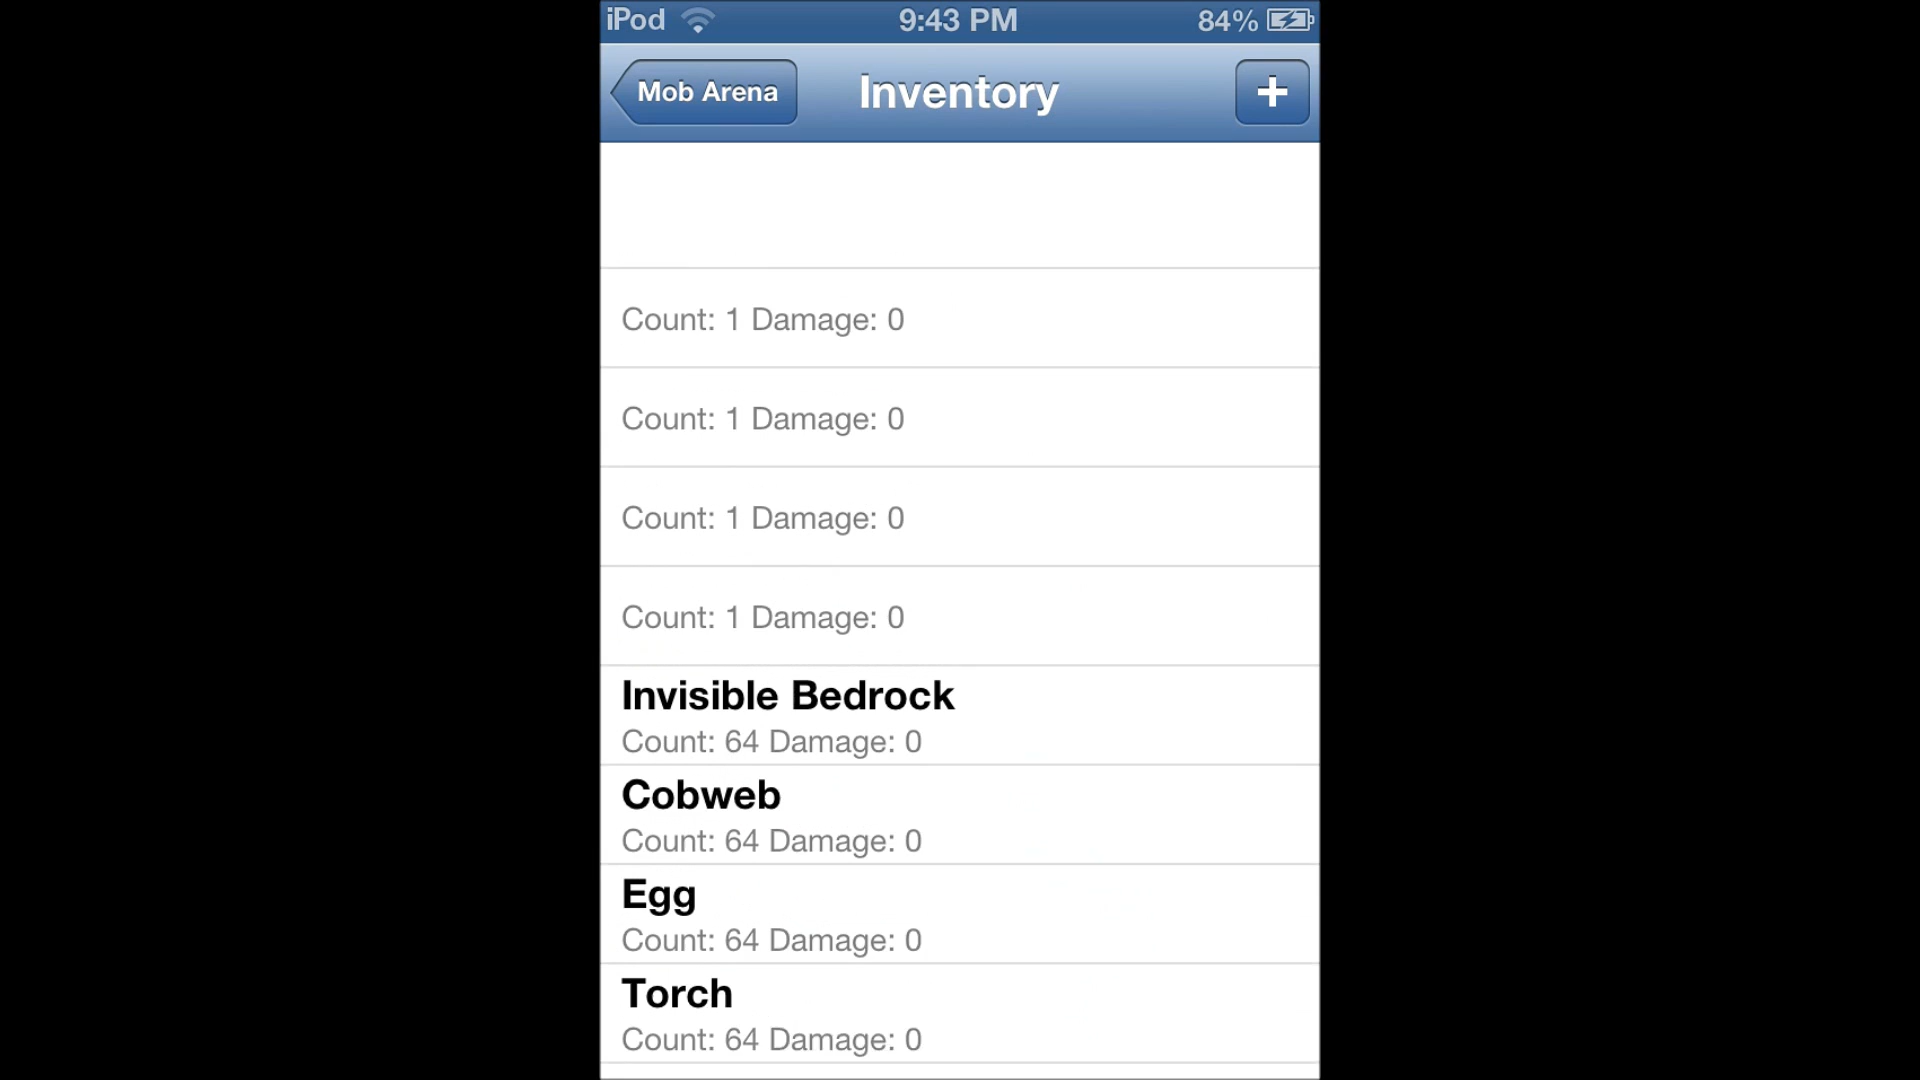 iPod 9:43 PM 84%
Mob Arena Inventory +
Count: 1 Damage: 0
Count: 1 Damage: 0
Count: 1 Damage: 0
Count: 1 Damage: 0
Invisible Bedrock
Count: 64 Damage: 0
Cobweb
Count: 64 Damage: 0
Egg
Count: 64 Damage: 0
Torch
Count: 64 Damage: 0